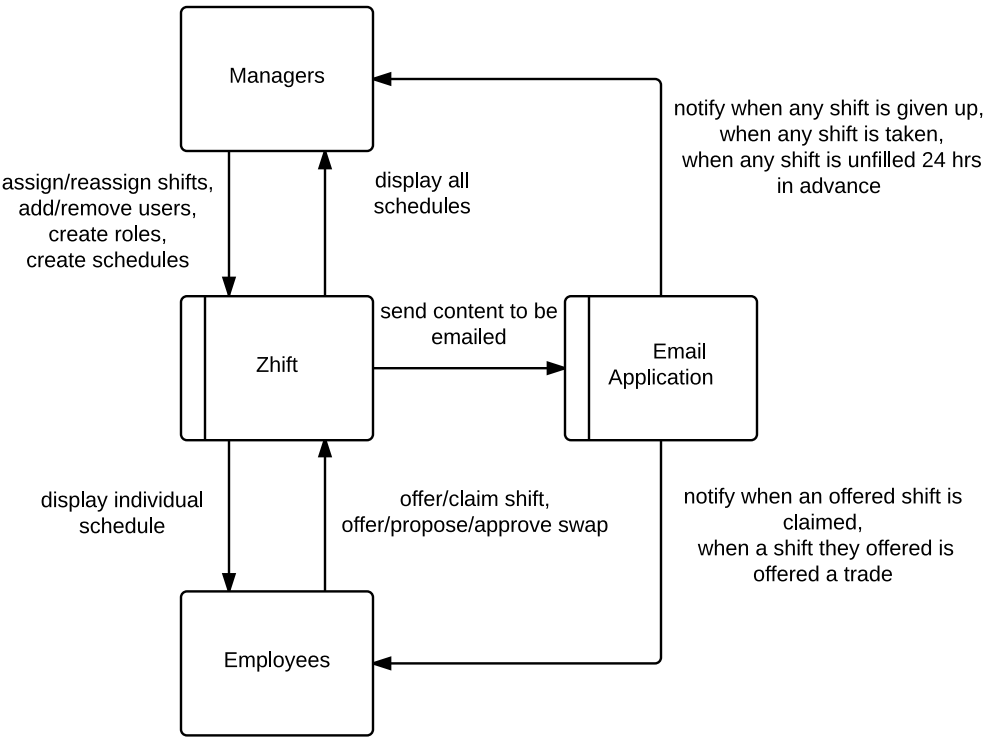 Managers
notify when any shift is given up,
when any shift is taken,
when any shift is unfilled 24 hrs
in advance
assign/reassign shifts,
add/remove users,
create roles,
create schedules
display all
schedules
send content to be
emailed
Zhift
Email
Application
display individual
schedule
offer/claim shift,
offer/propose/approve swap
notify when an offered shift is
claimed,
when a shift they offered is
offered a trade
Employees